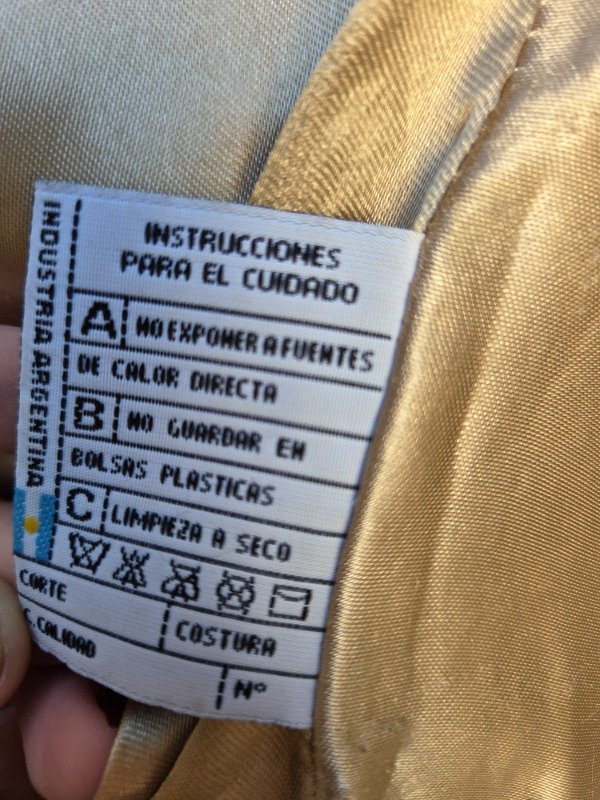 INSTRUCCIONES
PARA EL CUIDADO
A NO EXPONER A FUENTES
DE CALOR DIRECTA
B NO GUARDAR EN
BOLSAS PLASTICAS
C LIMPIEZA A SECO
CORTE
COSTURA
C. CALIDAD
Nº
INDUSTRIA ARGENTINA